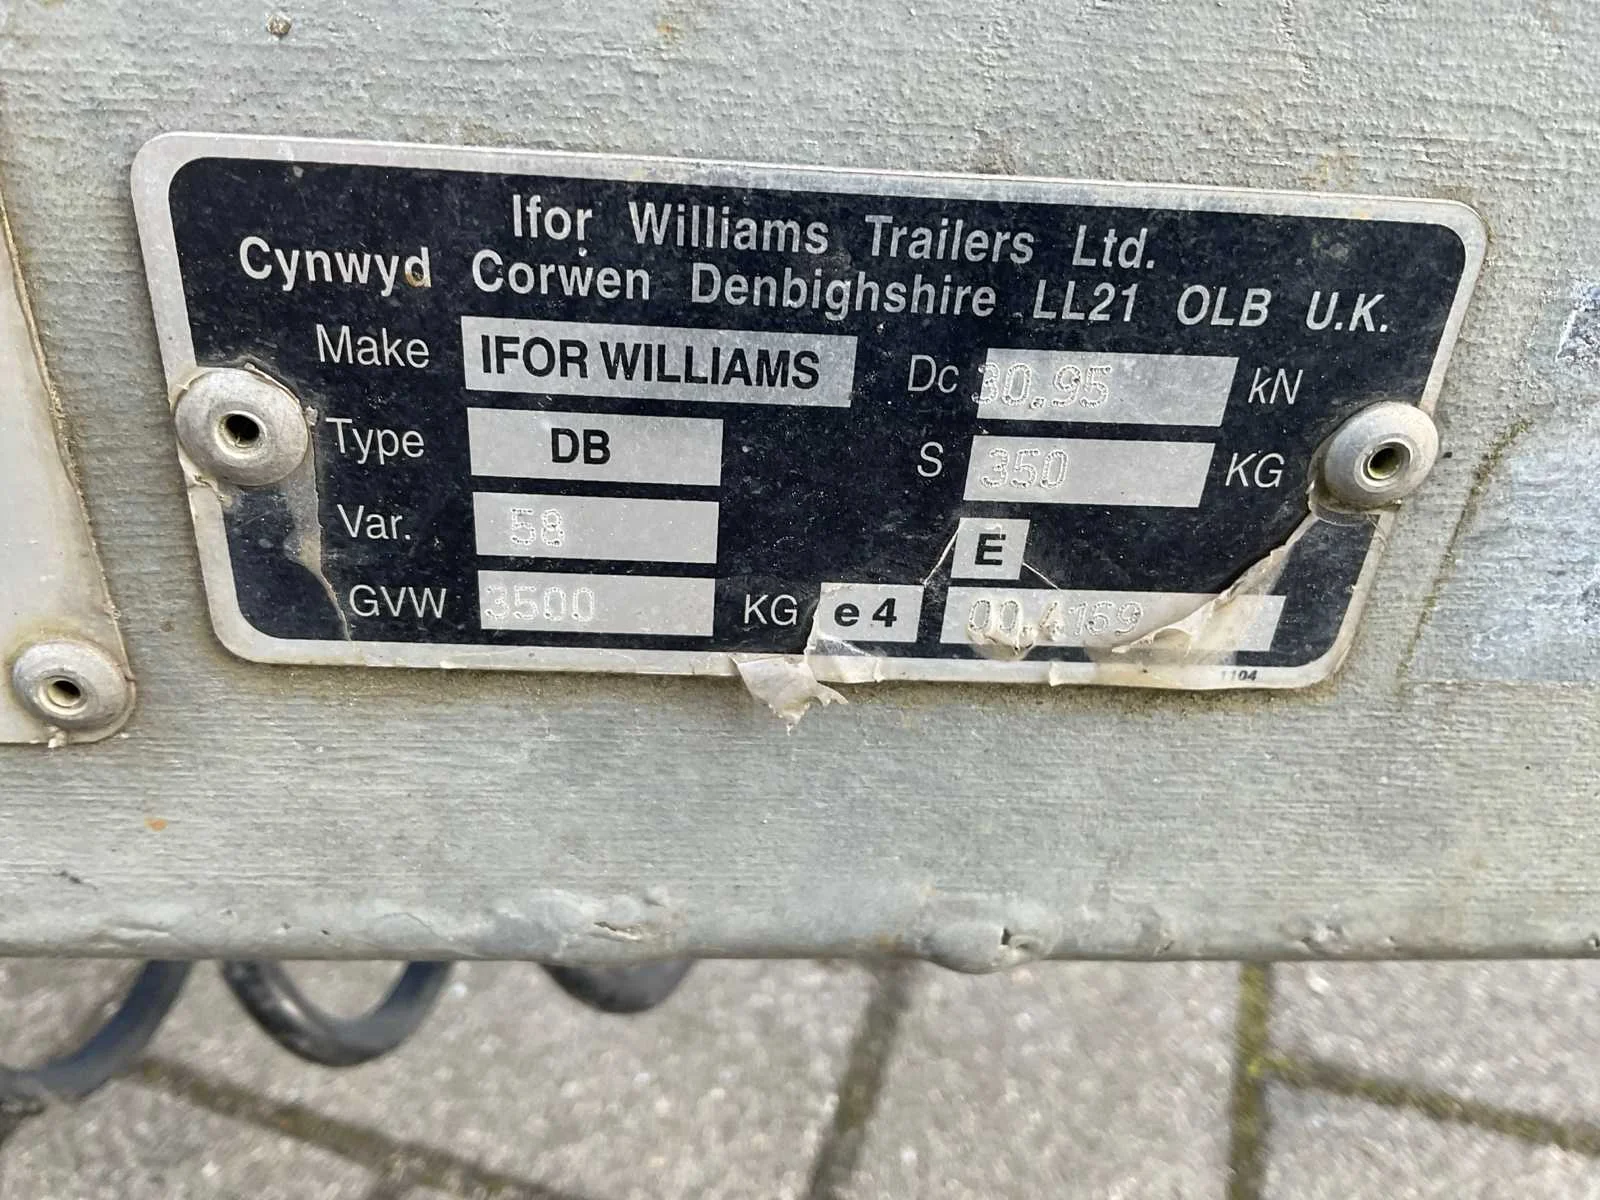 Ifor Williams Trailers Ltd.
Cynwyd Corwen Denbighshire LL21 OLB U.K.
Make IFOR WILLIAMS Dc 30,95 kN
Type DB S 350 KG
Var. 58 E
GVW 3500 KG e4 00,4159
1104